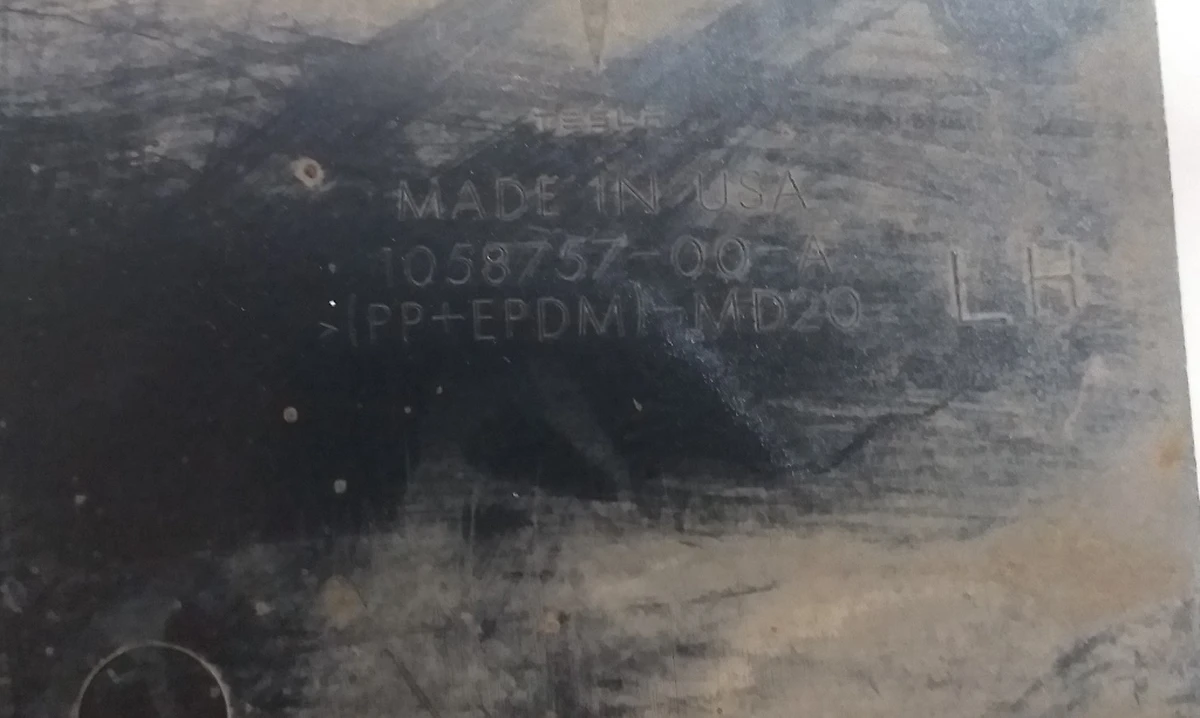 TESLA
MADE IN USA
1058757-00-A
>(PP+EPDM)-MD20
LH